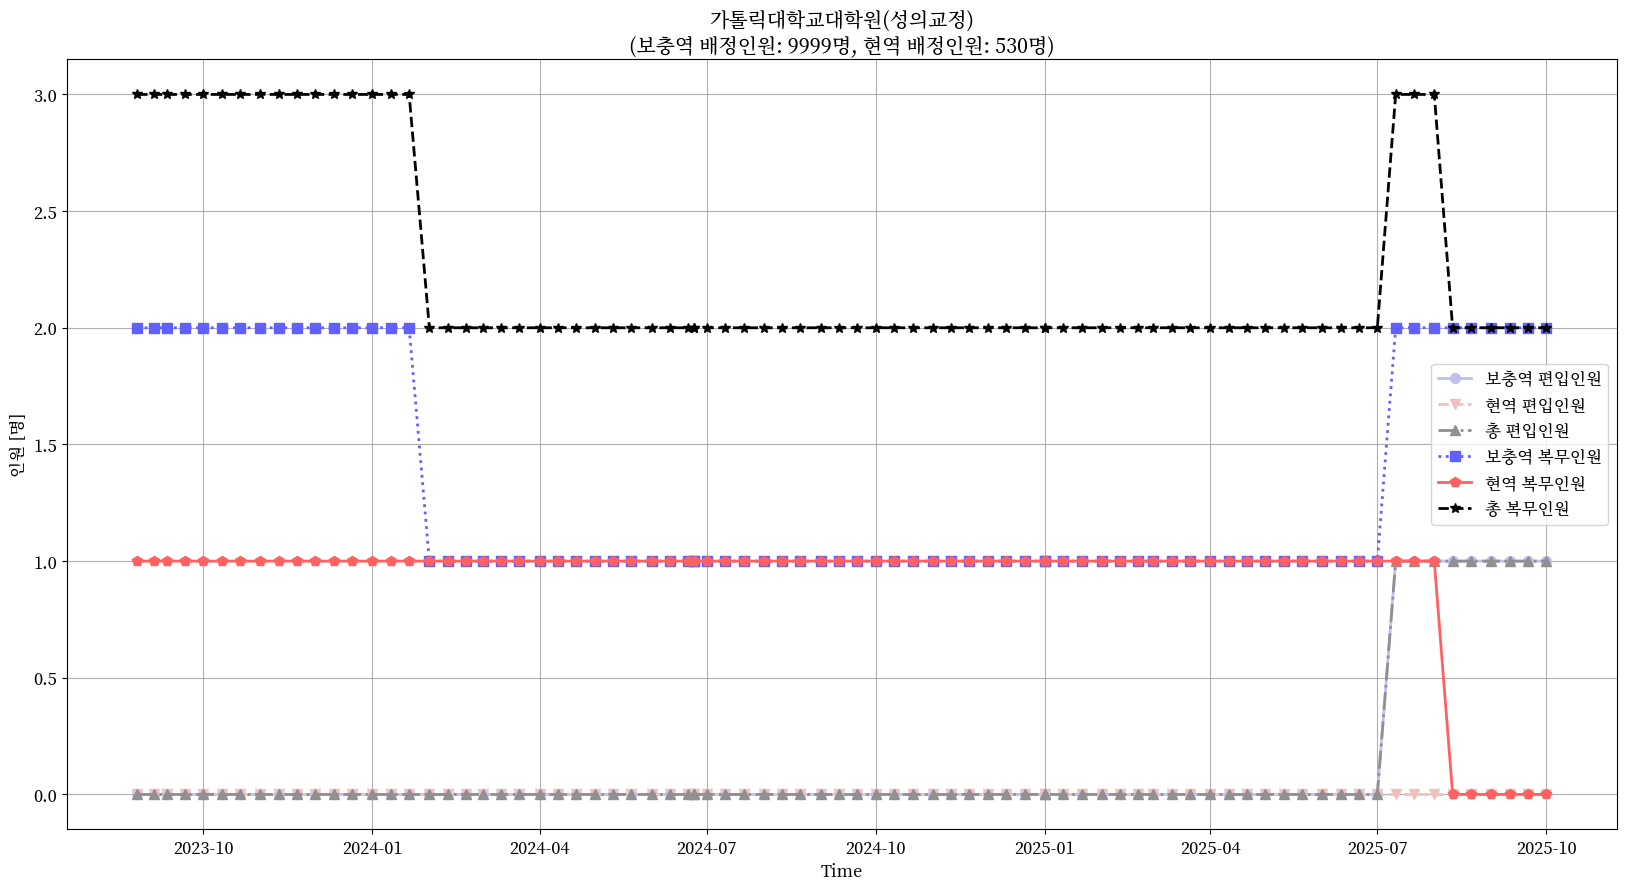 가톨릭대학교대학원(성의교정)
(보충역 배정인원: 9999명, 현역 배정인원: 530명)
3.0
2.5
2.0
1.5
1.0
0.5
0.0
인원 [명]
보충역 편입인원
현역 편입인원
총 편입인원
보충역 복무인원
현역 복무인원
총 복무인원
2023-10
2024-01
2024-04
2024-07
2024-10
2025-01
2025-04
2025-07
2025-10
Time